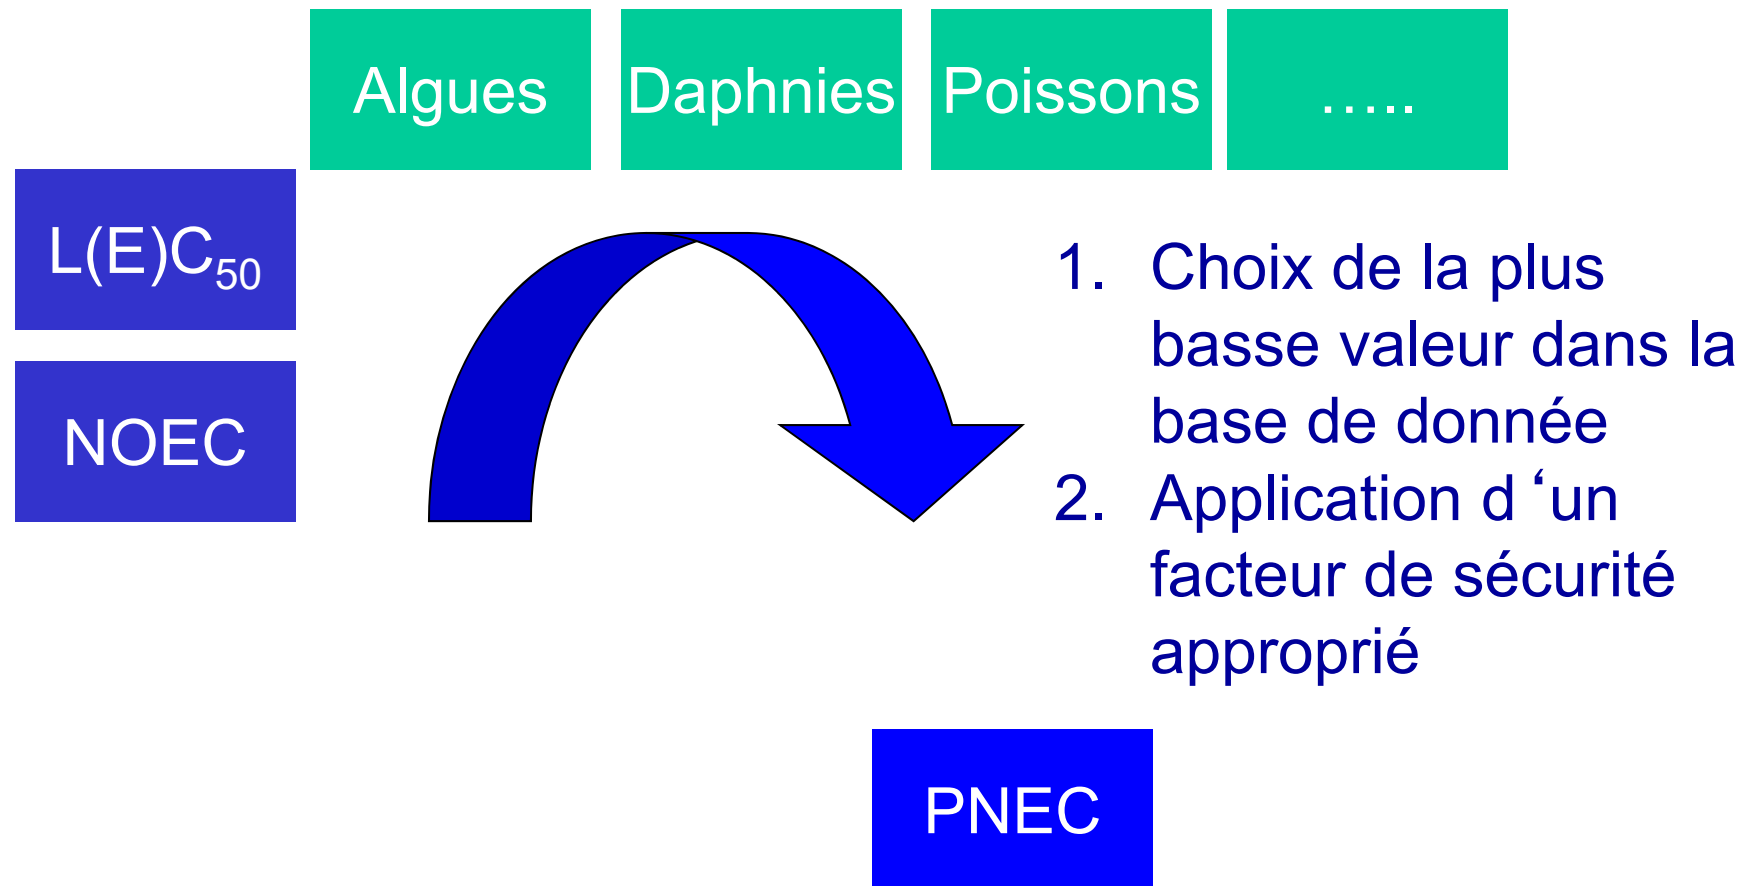 Algues
Daphnies
Poissons
…..
L(E)C₅₀
NOEC
1. Choix de la plus
basse valeur dans la
base de donnée
2. Application d ‘un
facteur de sécurité
approprié
PNEC